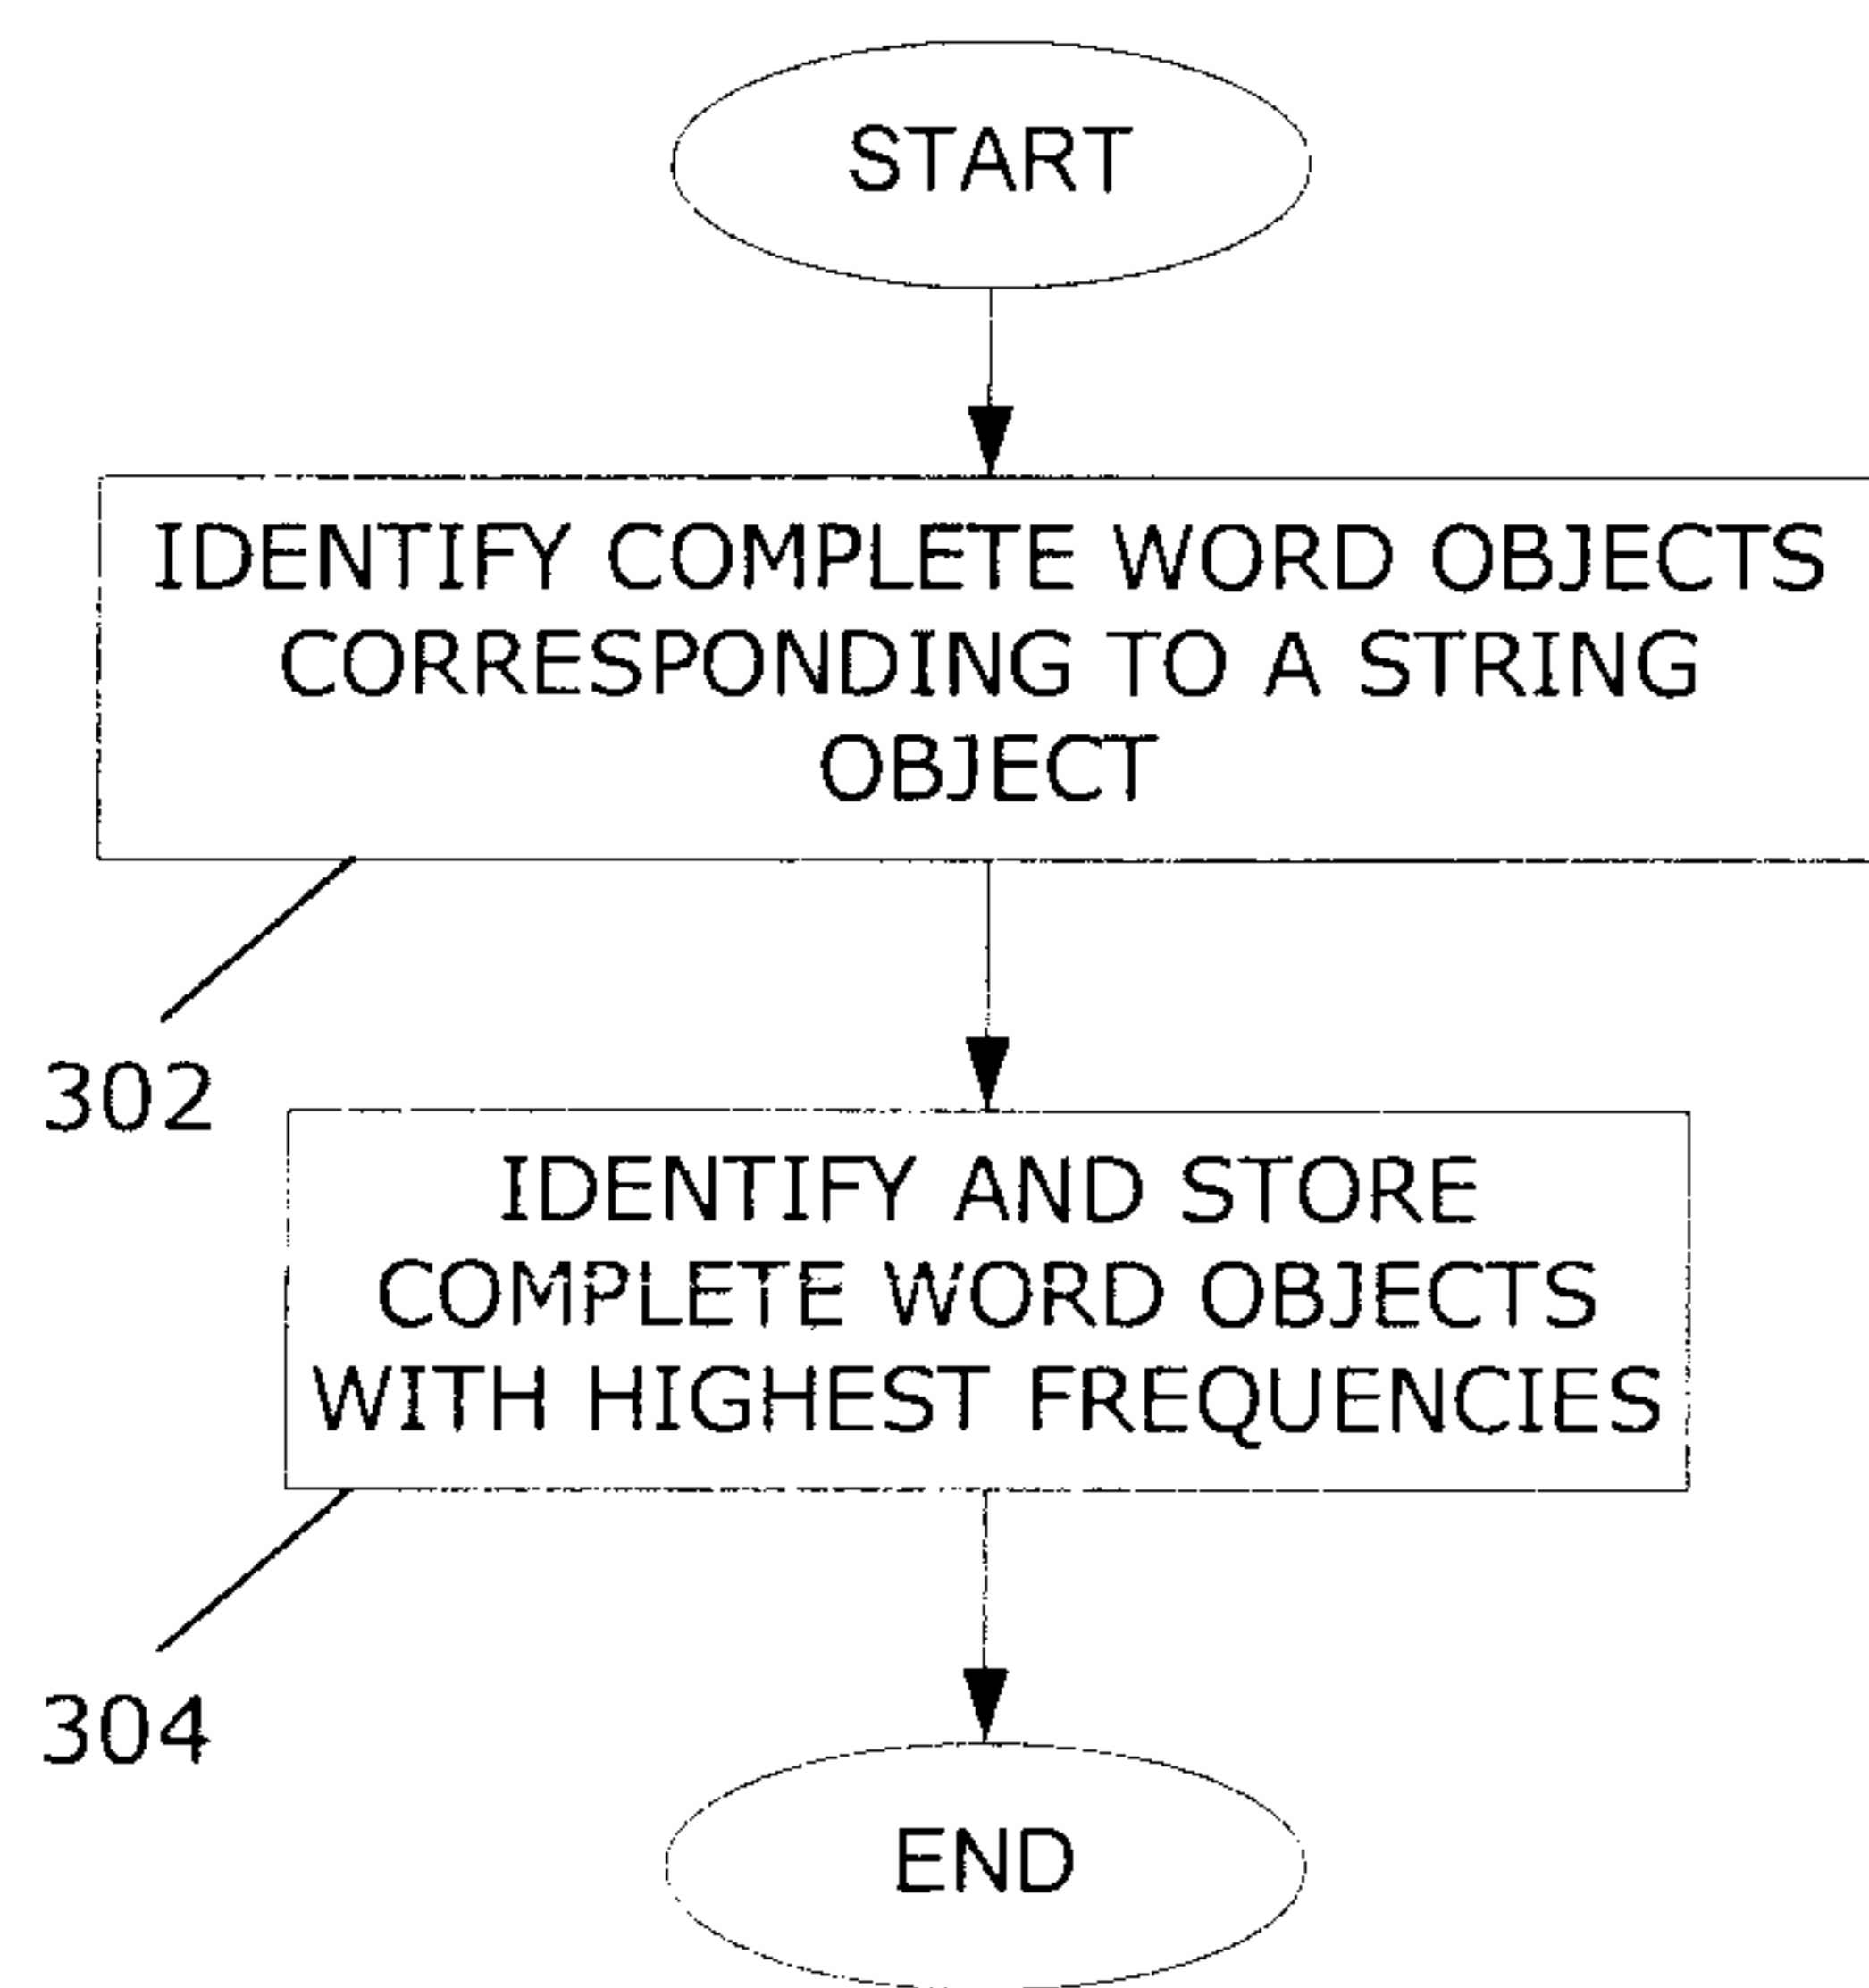 START
IDENTIFY COMPLETE WORD OBJECTS
CORRESPONDING TO A STRING
OBJECT
302
IDENTIFY AND STORE
COMPLETE WORD OBJECTS
WITH HIGHEST FREQUENCIES
304
END